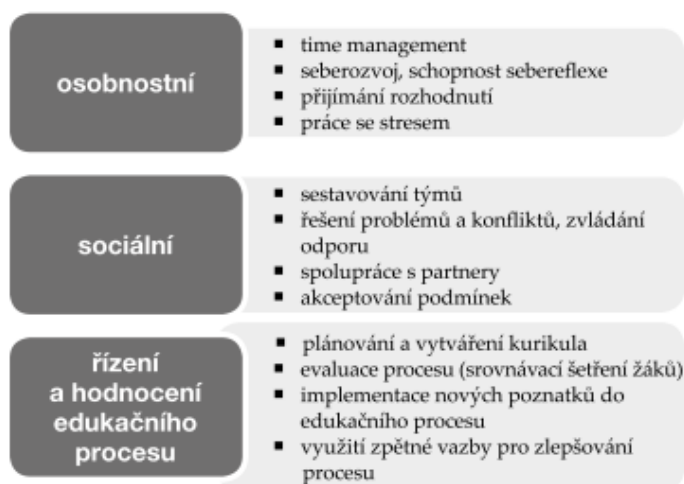 osobnostní
▪ time management
▪ seberozvoj, schopnost sebereflexe
▪ přijímání rozhodnutí
▪ práce se stresem
sociální
▪ sestavování týmů
▪ řešení problémů a konfliktů, zvládání
odporu
▪ spolupráce s partnery
▪ akceptování podmínek
řízení
a hodnocení
edukačního
procesu
▪ plánování a vytváření kurikula
▪ evaluace procesu (srovnávací šetření žáků)
▪ implementace nových poznatků do
edukačního procesu
▪ využití zpětné vazby pro zlepšování
procesu